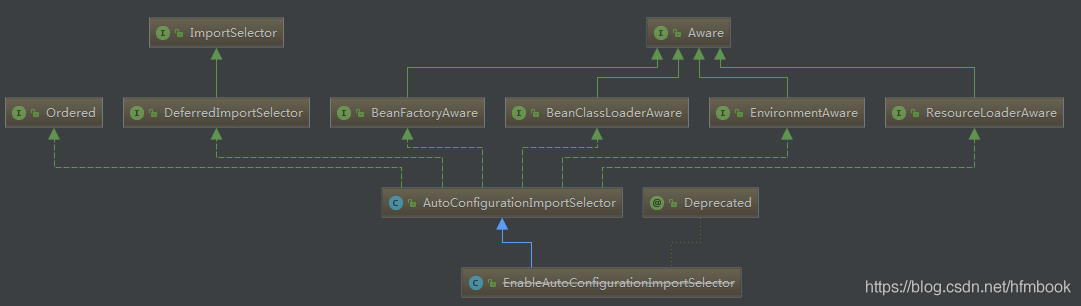 ImportSelector
Aware
Ordered
DeferredImportSelector
BeanFactoryAware
BeanClassLoaderAware
EnvironmentAware
ResourceLoaderAware
AutoConfigurationImportSelector
Deprecated
EnableAutoConfigurationImportSelector
https://blog.csdn.net/hfmbook